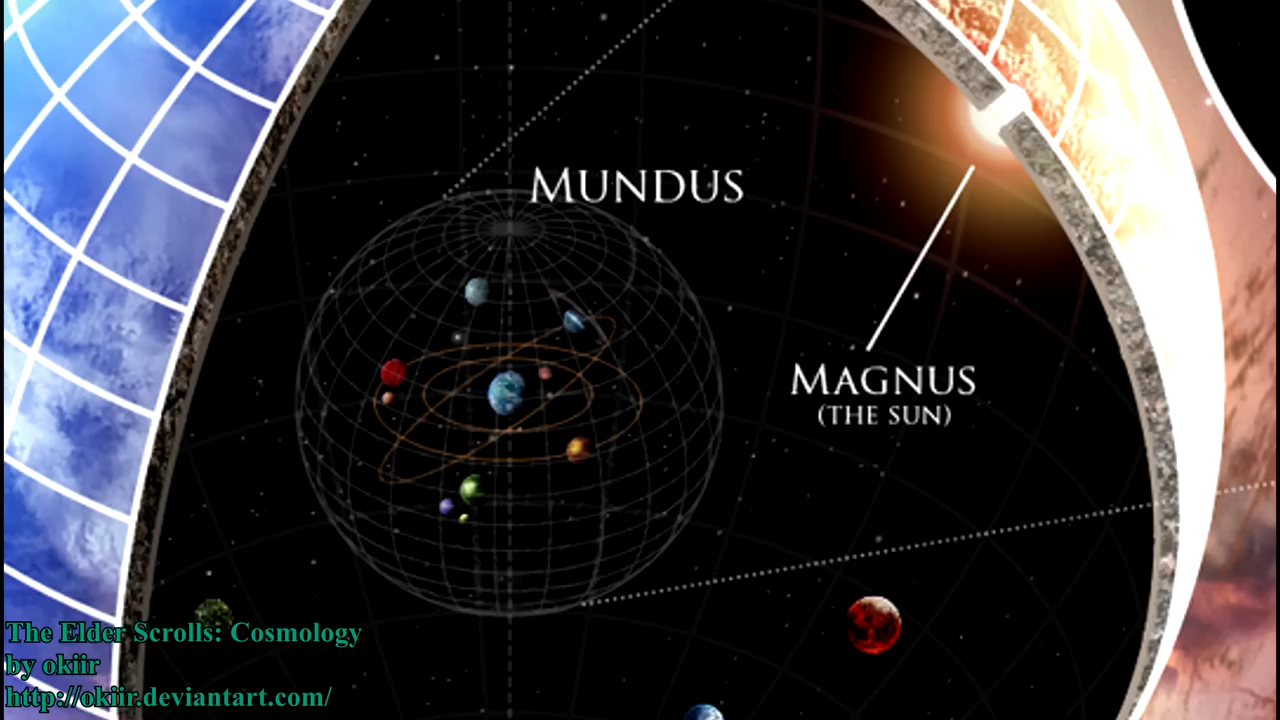 MUNDUS
MAGNUS
(THE SUN)
The Elder Scrolls: Cosmology
by okiir
http://okiir.deviantart.com/